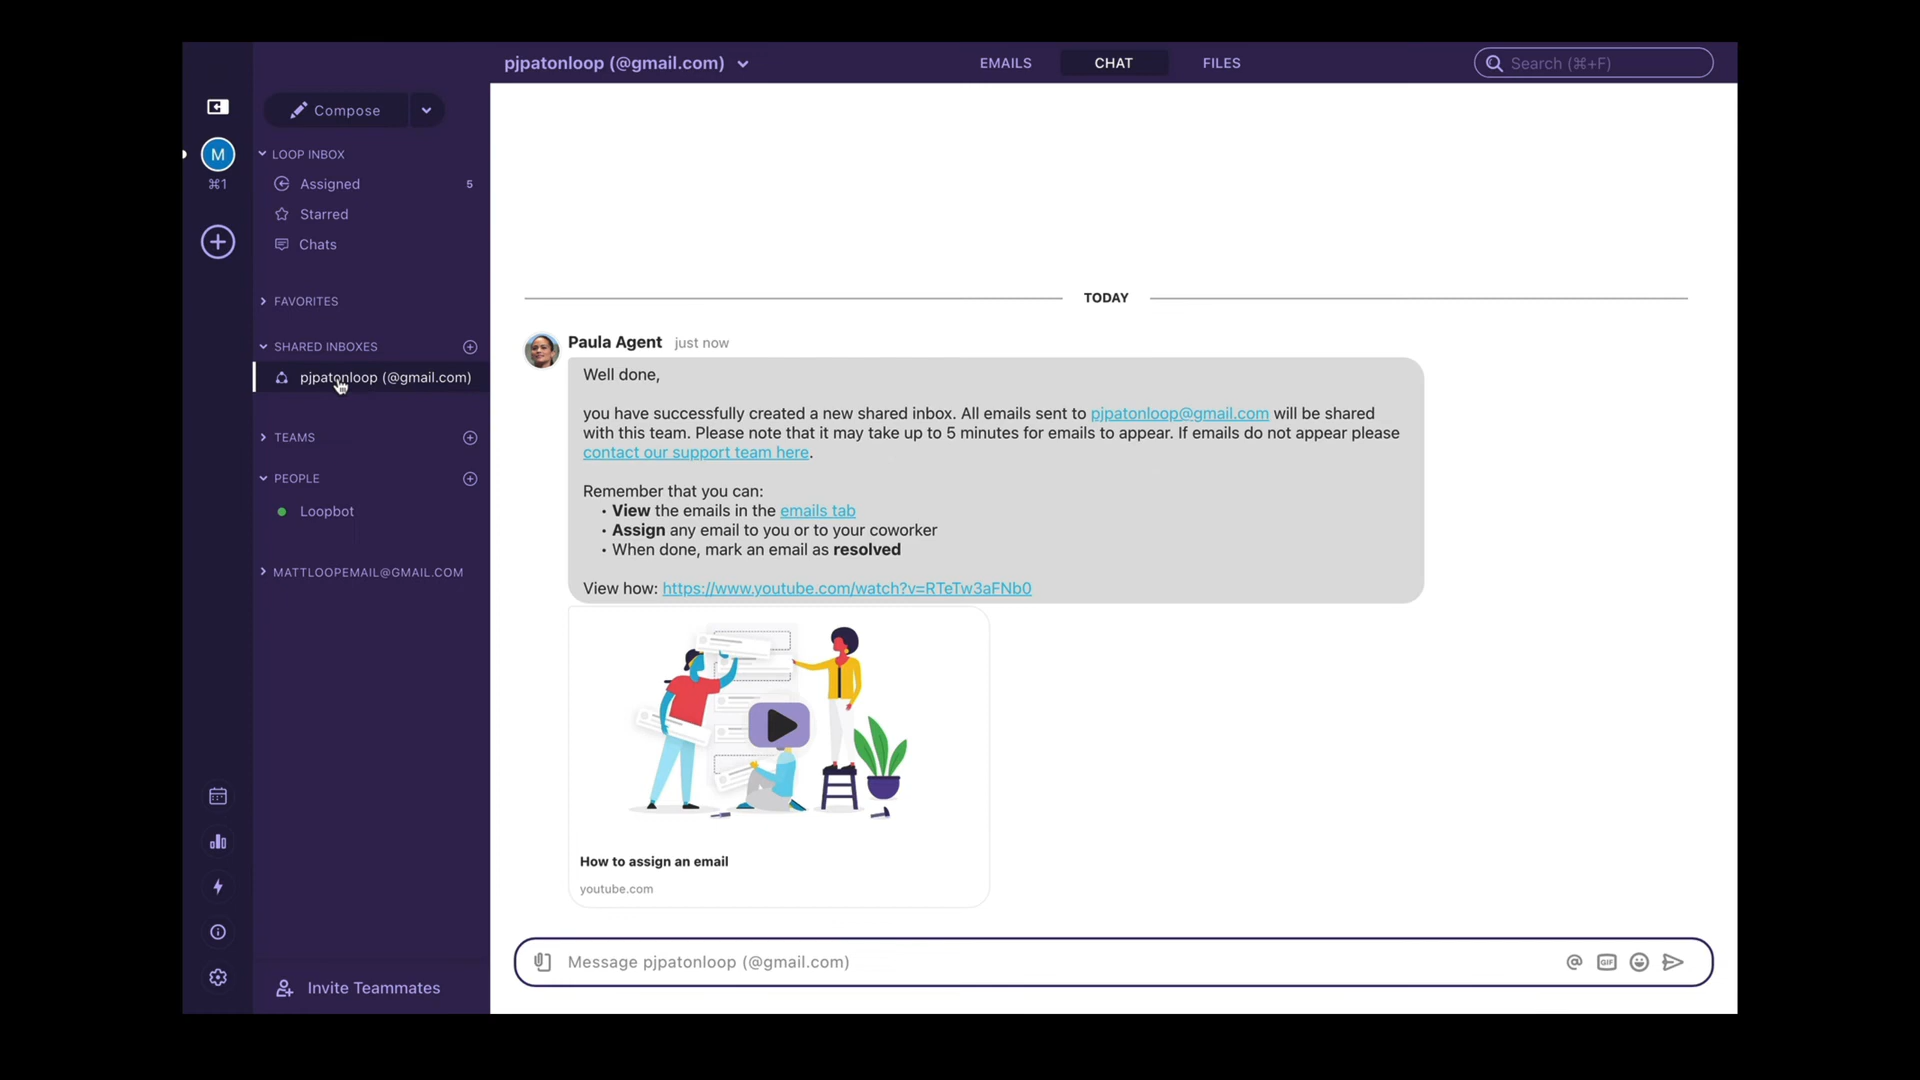 pjpatonloop (@gmail.com)
EMAILS
CHAT
FILES
Search (⌘+F)
M
⌘1
Compose
LOOP INBOX
Assigned
5
Starred
Chats
FAVORITES
SHARED INBOXES
pjpatonloop (@gmail.com)
TEAMS
PEOPLE
Loopbot
MATTLOOPEMAIL@GMAIL.COM
Invite Teammates
TODAY
Paula Agent just now
Well done,
you have successfully created a new shared inbox. All emails sent to pjpatonloop@gmail.com will be shared
with this team. Please note that it may take up to 5 minutes for emails to appear. If emails do not appear please
contact our support team here.
Remember that you can:
• View the emails in the emails tab
• Assign any email to you or to your coworker
• When done, mark an email as resolved
View how: https://www.youtube.com/watch?v=RTeTw3aFNb0
How to assign an email
youtube.com
Message pjpatonloop (@gmail.com)
@
GIF